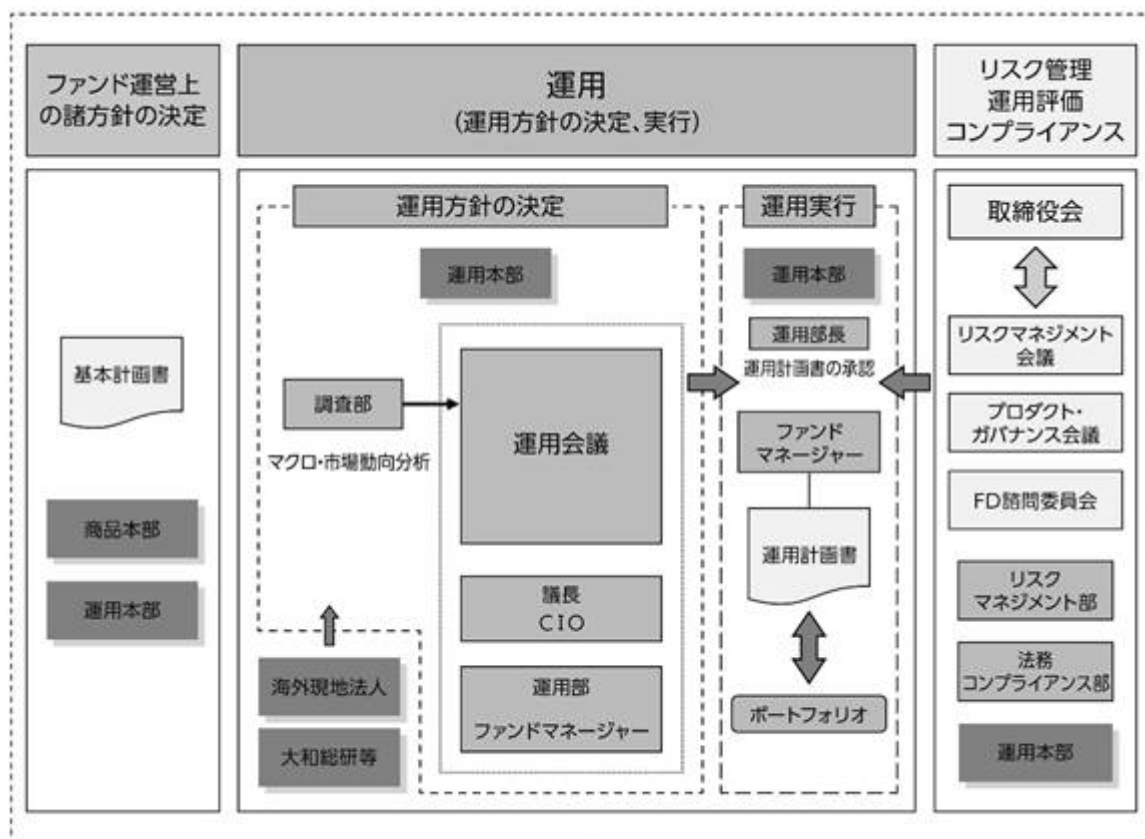 ファンド運営上
の諸方針の決定
運用
(運用方針の決定、実行)
リスク管理
運用評価
コンプライアンス
基本計画書
商品本部
運用本部
運用方針の決定
運用本部
調査部
マクロ・市場動向分析
運用会議
議長
CIO
運用部
ファンドマネージャー
海外現地法人
大和総研等
運用実行
運用本部
運用部長
運用計画書の承認
ファンド
マネージャー
運用計画書
ポートフォリオ
取締役会
リスクマネジメント
会議
プロダクト・
ガバナンス会議
FD諮問委員会
リスク
マネジメント部
法務
コンプライアンス部
運用本部